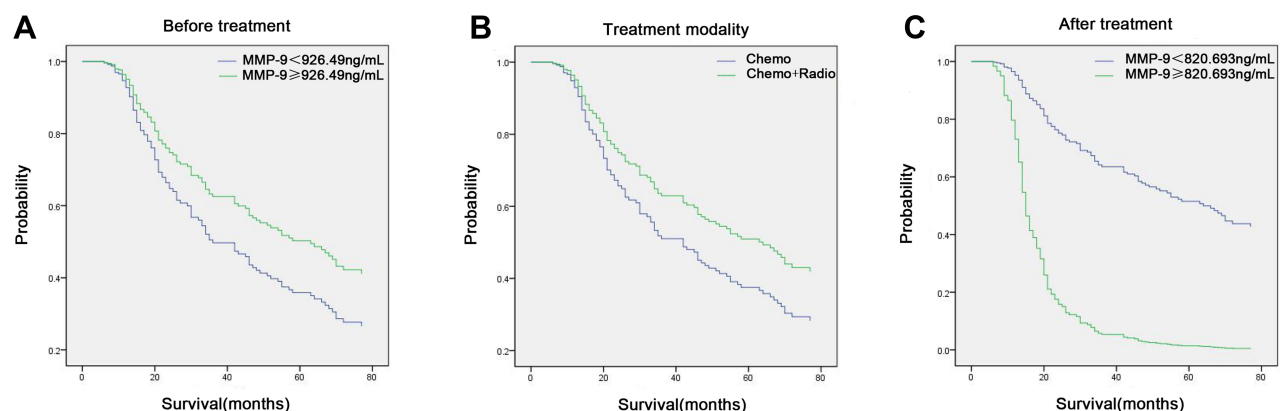 A
Before treatment
MMP-9<926.49ng/mL
MMP-9≥926.49ng/mL
1.0
0.8
0.6
0.4
0.2
Probability
0 20 40 60 80
Survival(months)
B
Treatment modality
Chemo
Chemo+Radio
1.0
0.8
0.6
0.4
0.2
Probability
0 20 40 60 80
Survival(months)
C
After treatment
MMP-9<820.693ng/mL
MMP-9≥820.693ng/mL
1.0
0.8
0.6
0.4
0.2
0.0
Probability
0 20 40 60 80
Survival(months)